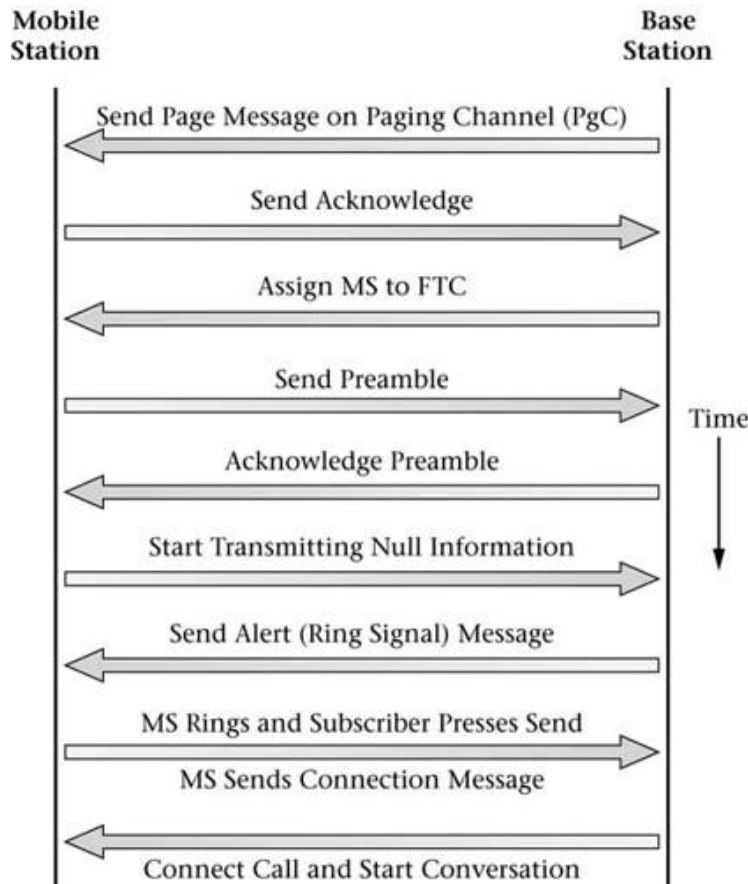 Mobile
Station
Base
Station
Send Page Message on Paging Channel (PgC)
Send Acknowledge
Assign MS to FTC
Send Preamble
Time
Acknowledge Preamble
Start Transmitting Null Information
Send Alert (Ring Signal) Message
MS Rings and Subscriber Presses Send
MS Sends Connection Message
Connect Call and Start Conversation